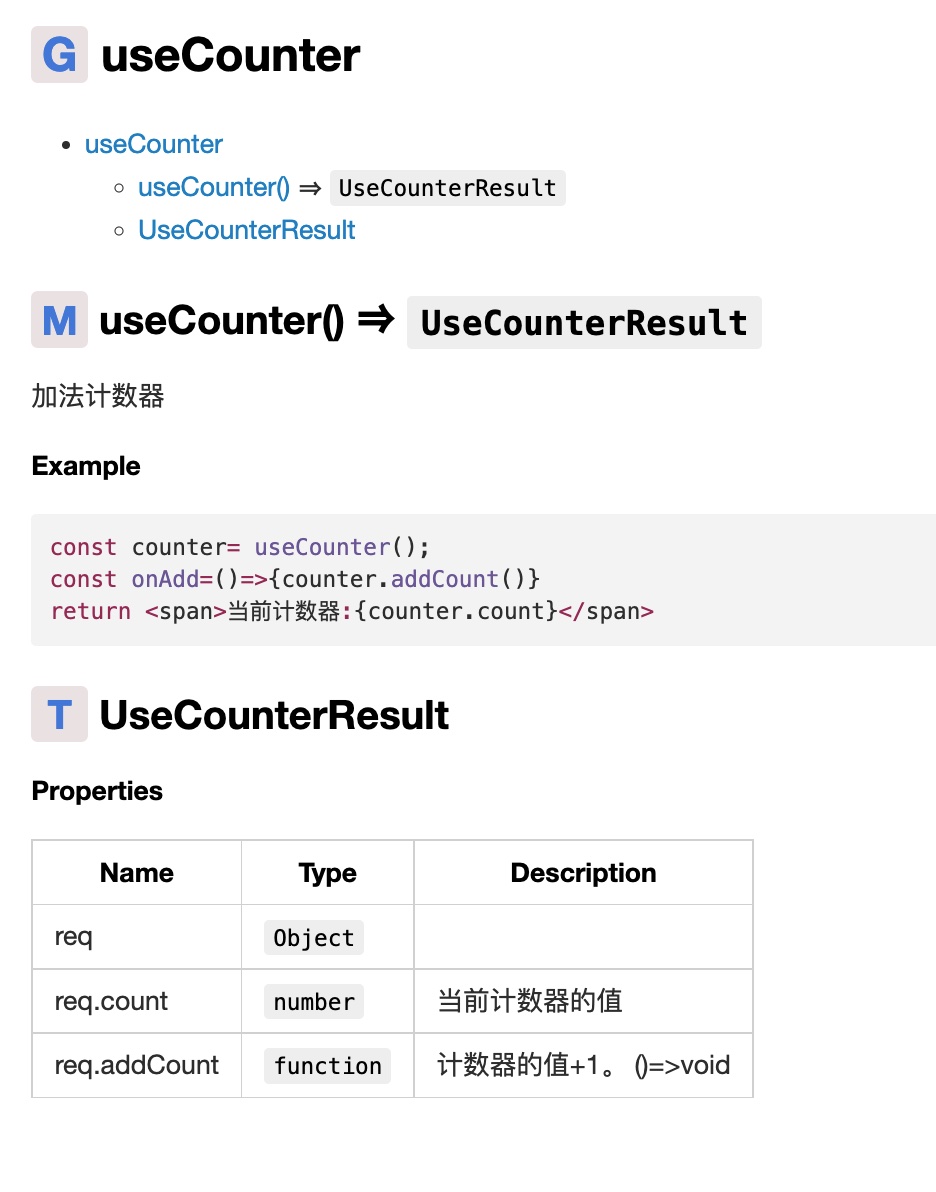 G useCounter
useCounter
useCounter() ⇒ UseCounterResult
UseCounterResult
M useCounter() ⇒ UseCounterResult
加法计数器
Example
const counter= useCounter();
const onAdd=()=>{counter.addCount()}
return <span>当前计数器:{counter.count}</span>
T UseCounterResult
Properties
Name Type Description
req Object
req.count number 当前计数器的值
req.addCount function 计数器的值+1。 ()=>void